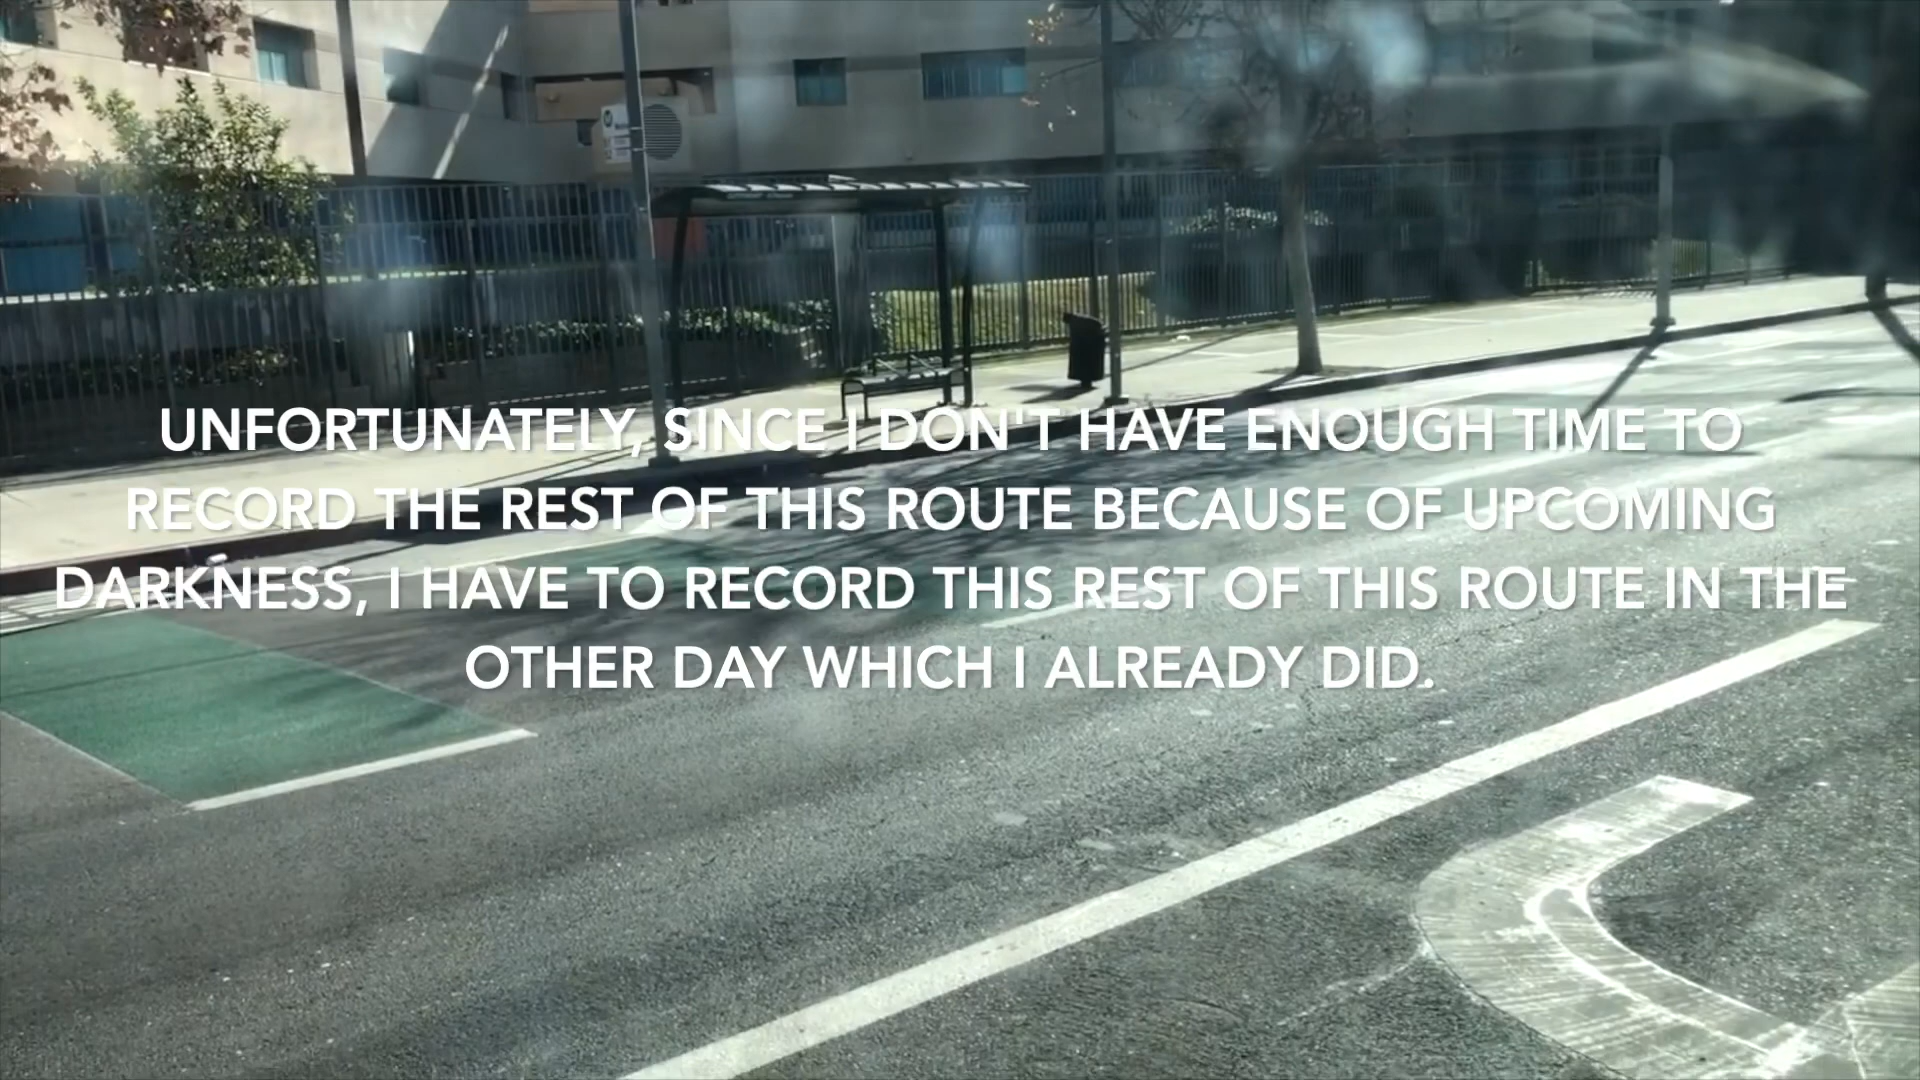 UNFORTUNATELY, SINCE I DON'T HAVE ENOUGH TIME TO
RECORD THE REST OF THIS ROUTE BECAUSE OF UPCOMING
DARKNESS, I HAVE TO RECORD THIS REST OF THIS ROUTE IN THE
OTHER DAY WHICH I ALREADY DID.